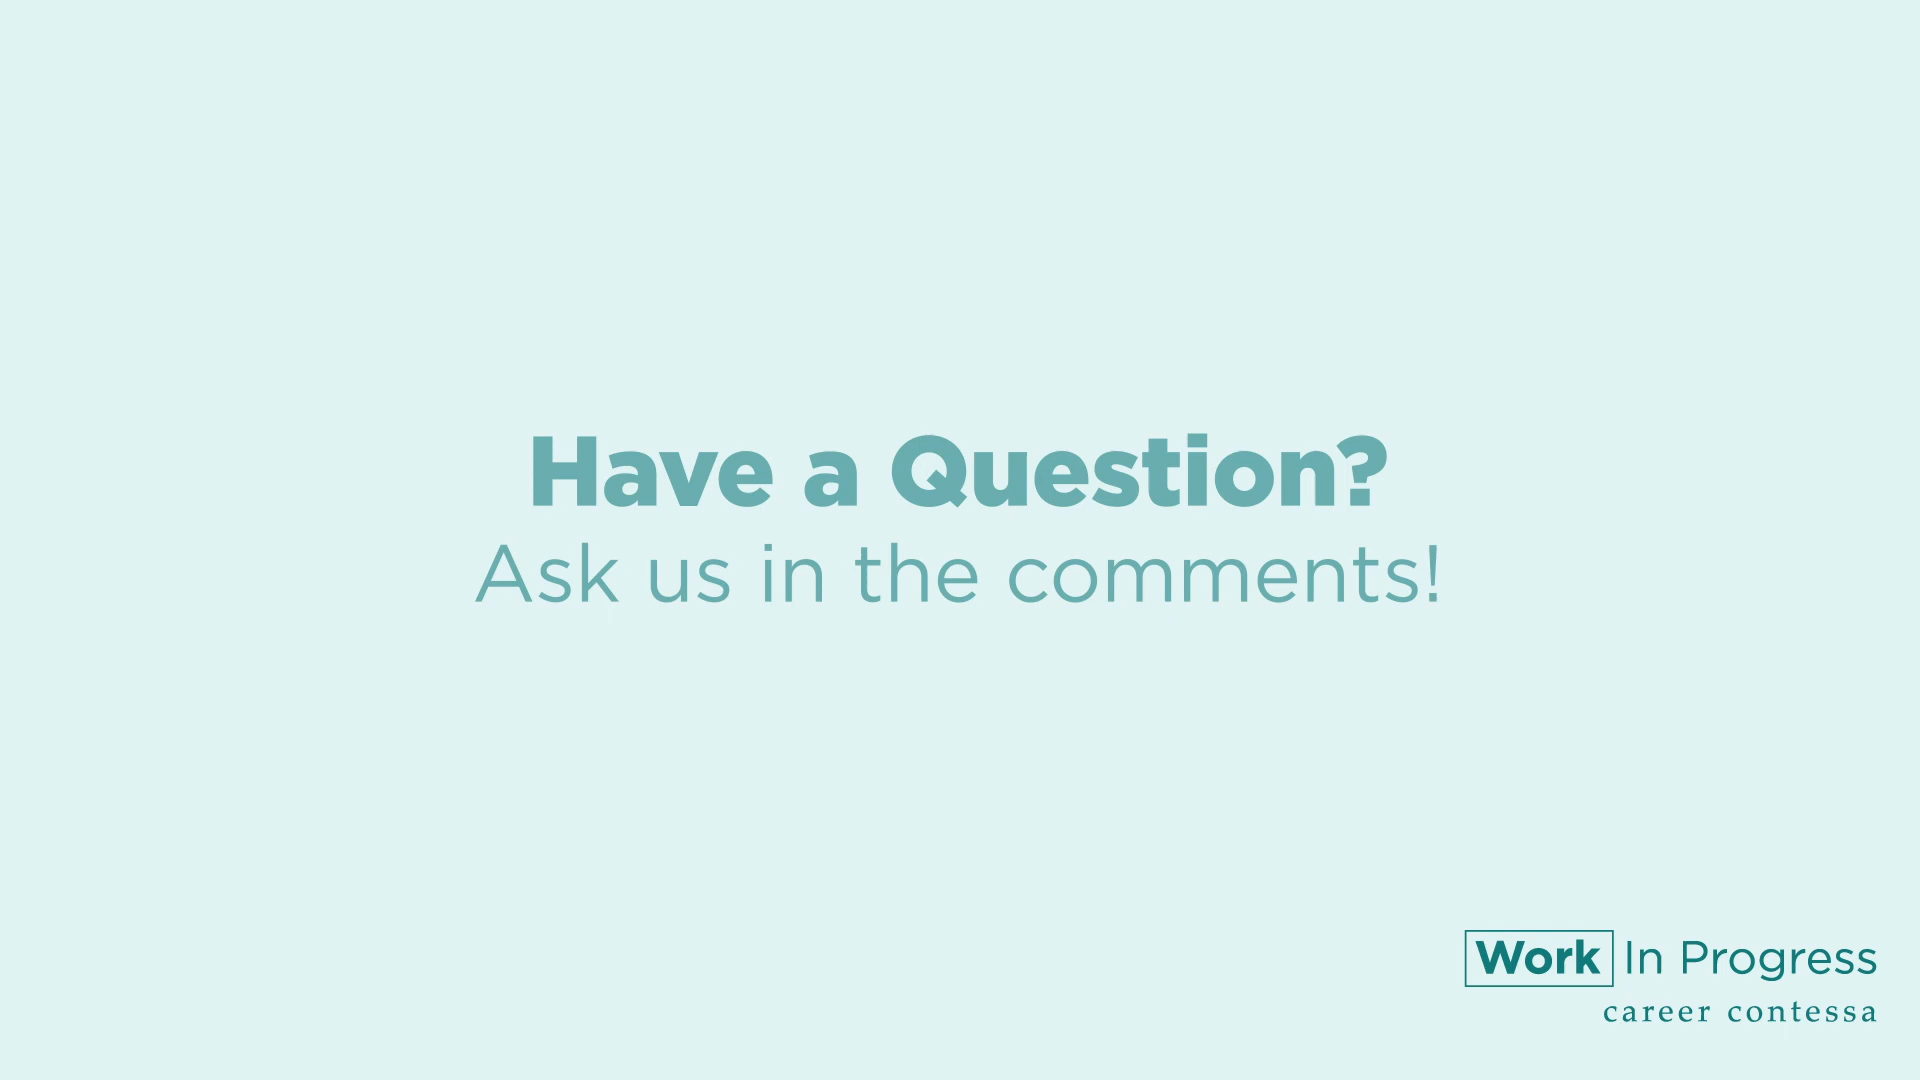 Have a Question?
Ask us in the comments!
Work In Progress
career contessa